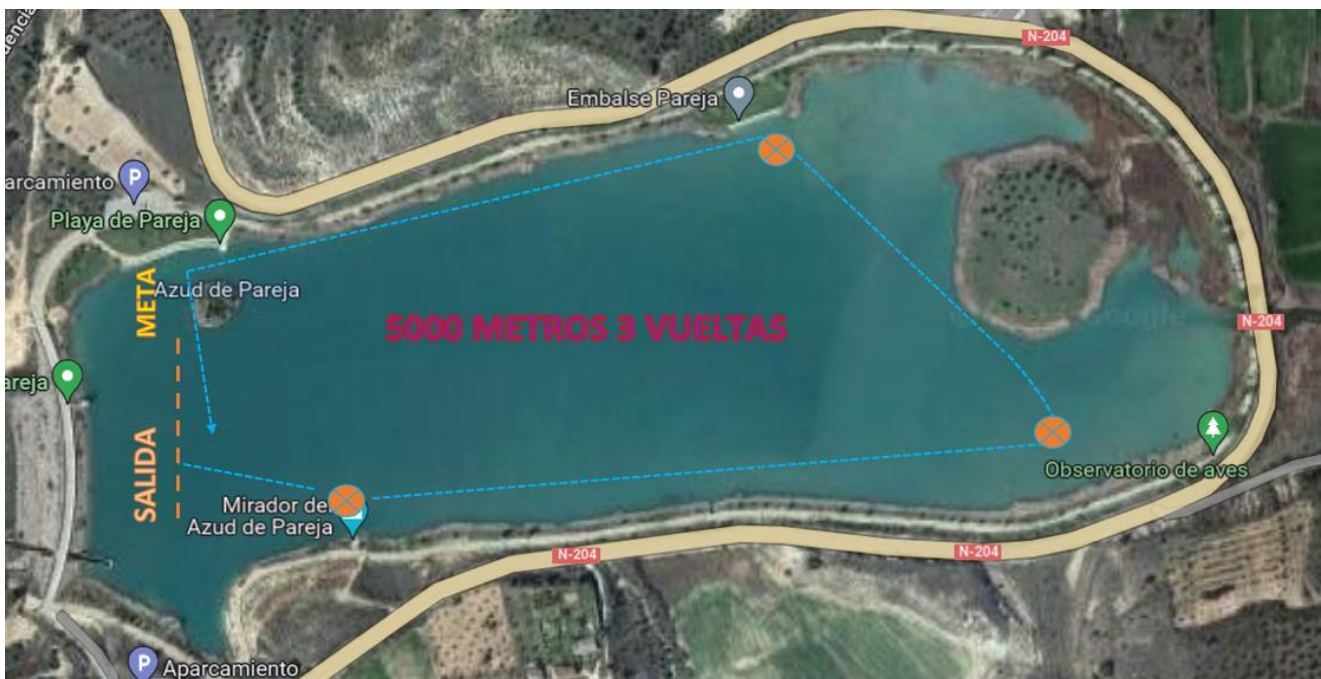 N-204
Embalse Pareja
arcamiento
P
Playa de Pareja
META
Azud de Pareja
5000 METROS 3 VUELTAS
N-204
areja
SALIDA
Observatorio de aves
Mirador de
Azud de Pareja
N-204
N-204
P
Aparcamiento